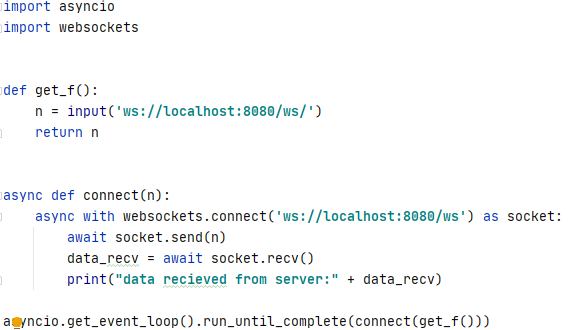 import asyncio
import websockets
def get_f():
    n = input('ws://localhost:8080/ws/')
    return n
async def connect(n):
    async with websockets.connect('ws://localhost:8080/ws') as socket:
        await socket.send(n)
        data_recv = await socket.recv()
        print("data recieved from server:" + data_recv)
asyncio.get_event_loop().run_until_complete(connect(get_f()))